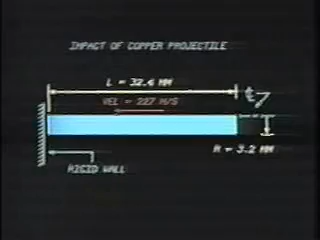 IMPACT OF COPPER PROJECTILE
L = 32.4 MM
VEL = 227 M/S
R = 3.2 MM
RIGID WALL